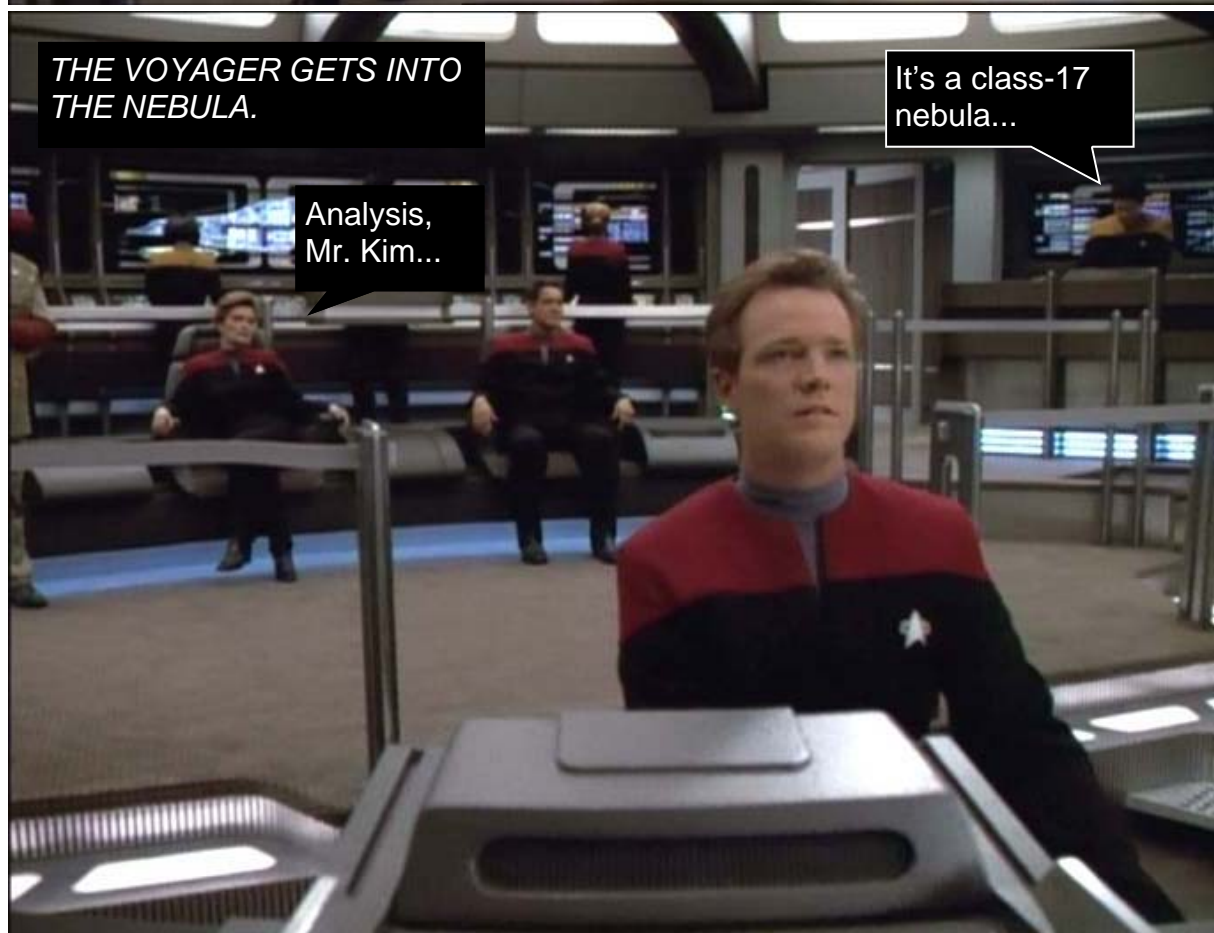 THE VOYAGER GETS INTO
THE NEBULA.
Analysis,
Mr. Kim...
It's a class-17
nebula...